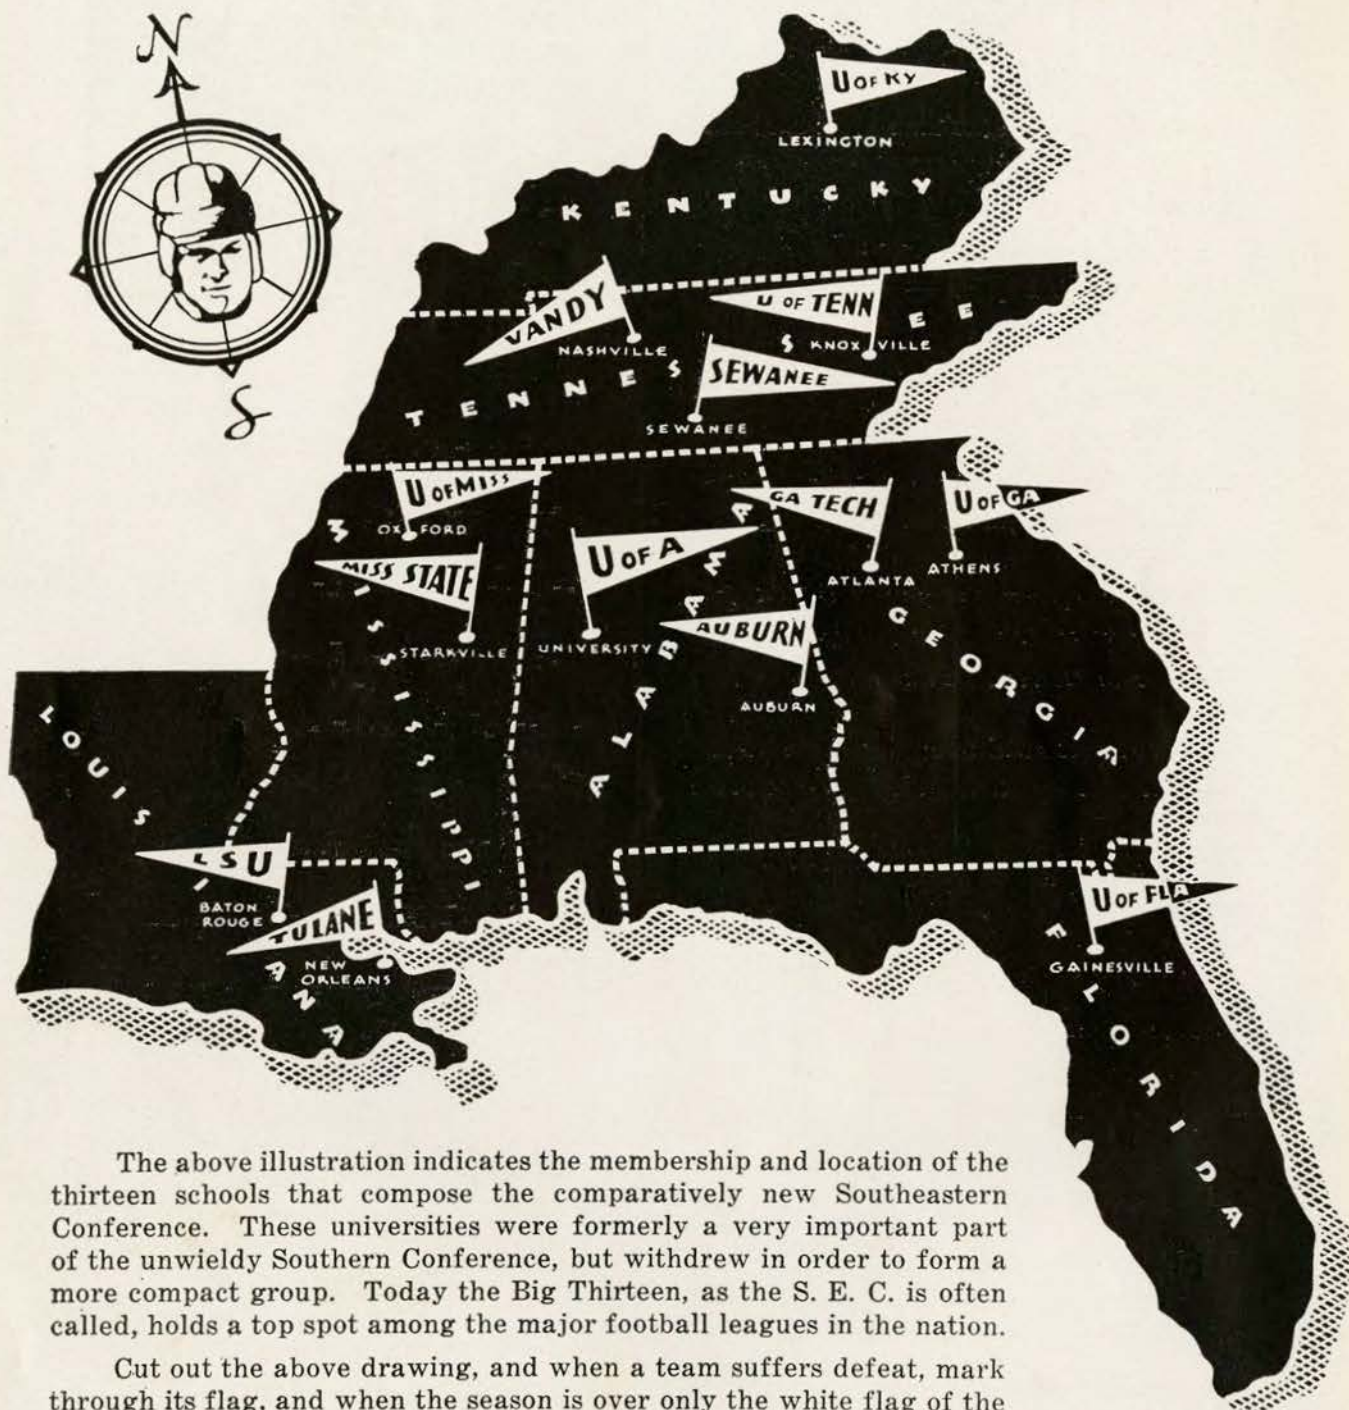 N
S
U OF KY
LEXINGTON
KENTUCKY
VANDY
NASHVILLE
U OF TENN
KNOXVILLE
TENNESSEE
SEWANEE
SEWANEE
U OF MISS
OXFORD
MISS STATE
STARKVILLE
MISSISSIPPI
U OF A
UNIVERSITY
AUBURN
AUBURN
ALABAMA
GA TECH
ATLANTA
U OF GA
ATHENS
GEORGIA
LOUISIANA
LSU
BATON
ROUGE
TULANE
NEW
ORLEANS
U OF FLA
GAINESVILLE
FLORIDA
The above illustration indicates the membership and location of the
thirteen schools that compose the comparatively new Southeastern
Conference. These universities were formerly a very important part
of the unwieldy Southern Conference, but withdrew in order to form a
more compact group. Today the Big Thirteen, as the S. E. C. is often
called, holds a top spot among the major football leagues in the nation.
Cut out the above drawing, and when a team suffers defeat, mark
through its flag, and when the season is over only the white flag of the